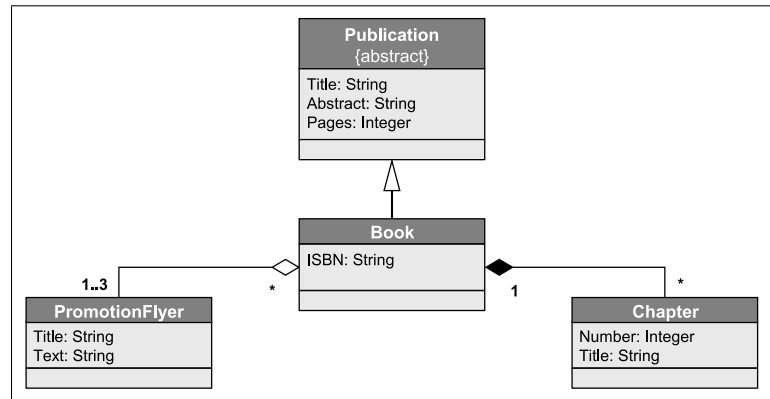 Publication
{abstract}
Title: String
Abstract: String
Pages: Integer
Book
ISBN: String
1..3
*
1
*
PromotionFlyer
Title: String
Text: String
Chapter
Number: Integer
Title: String